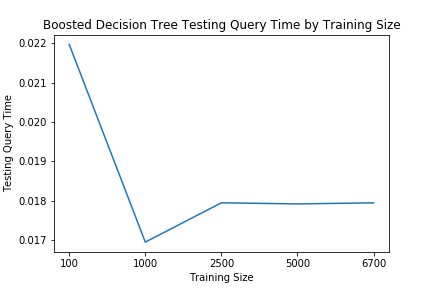 Boosted Decision Tree Testing Query Time by Training Size
0.022
0.021
0.020
0.019
0.018
0.017
Testing Query Time
100 1000 2500 5000 6700
Training Size